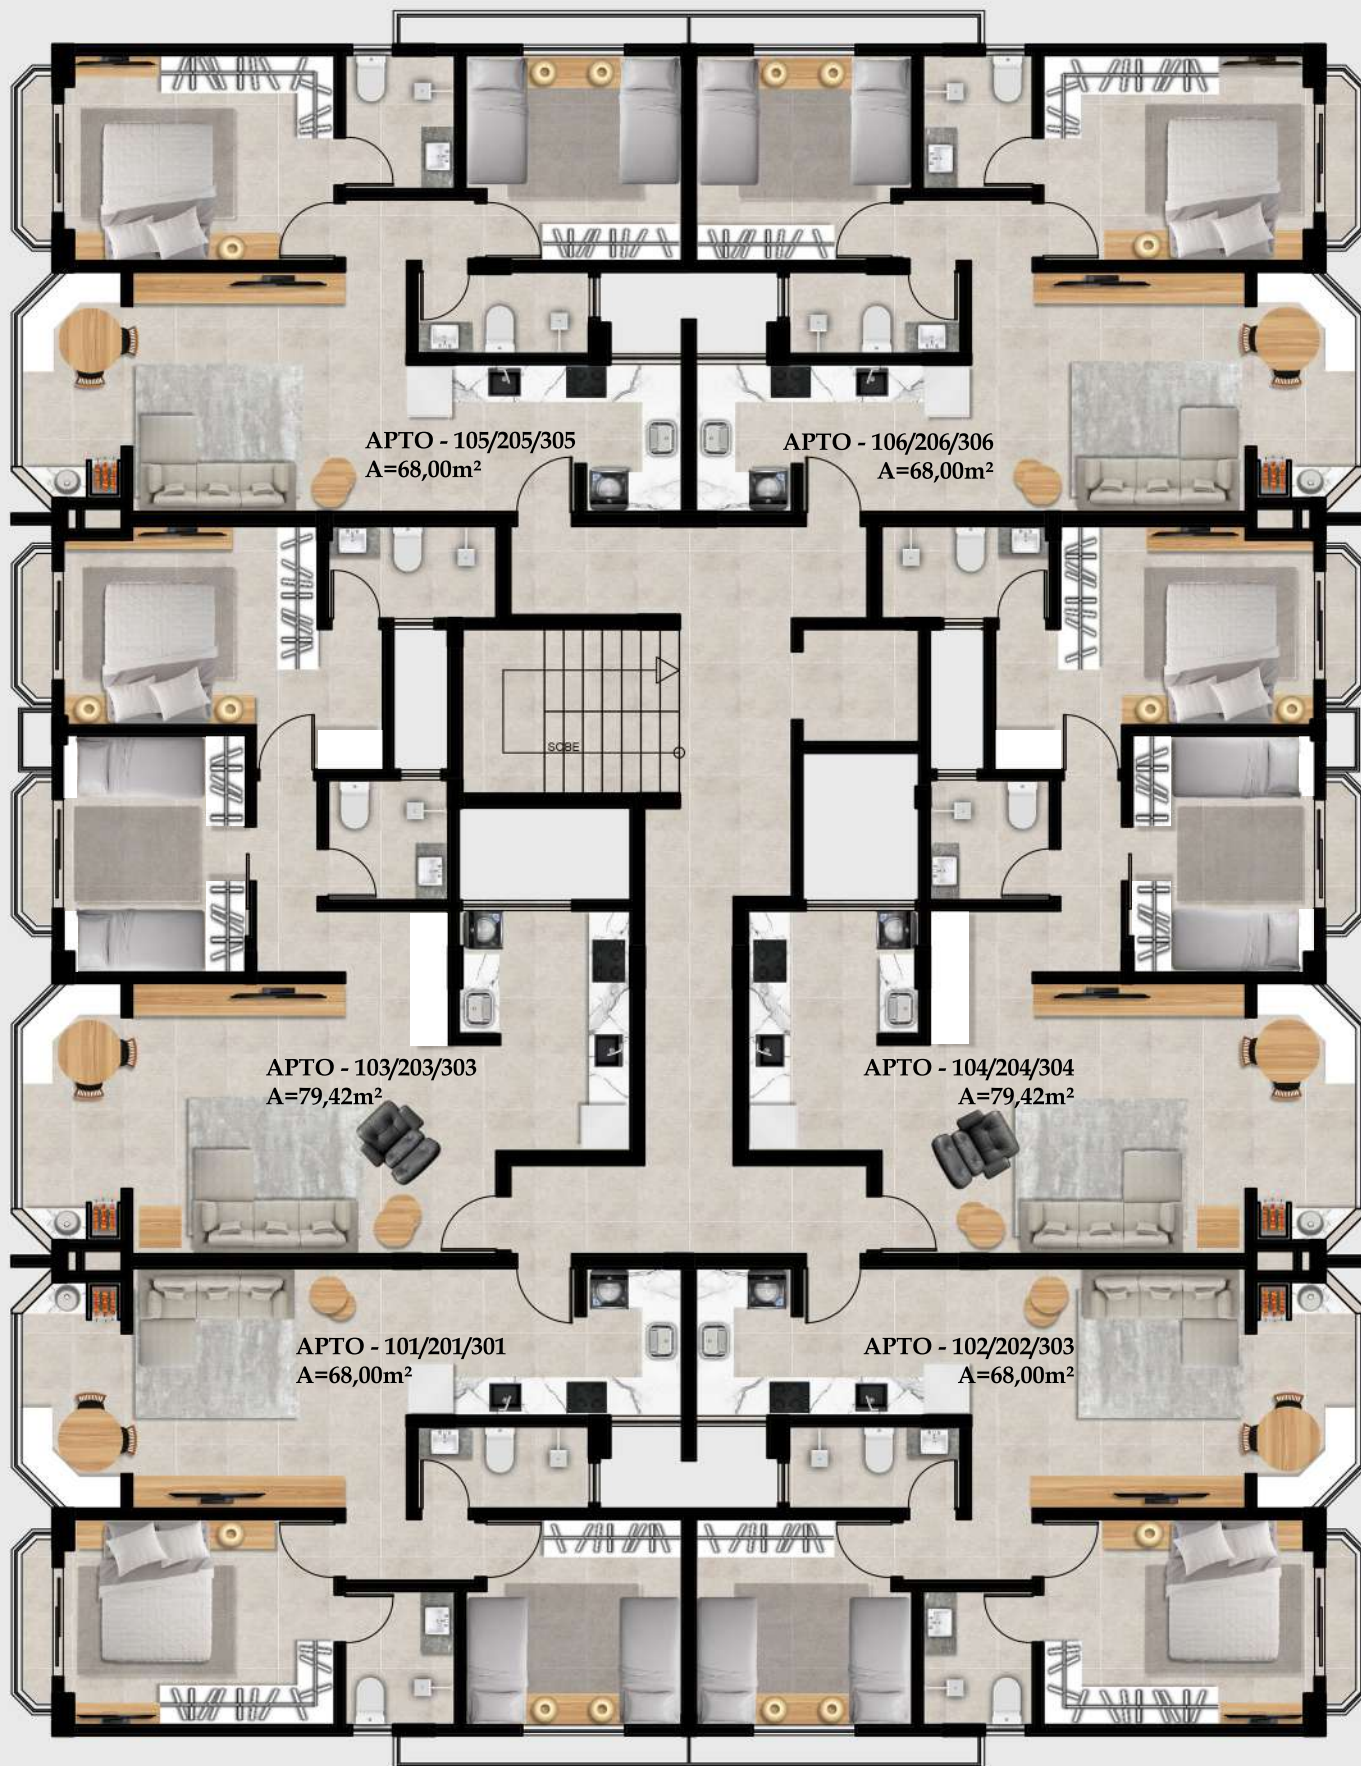 APTO - 105/205/305
A=68,00m²
APTO - 106/206/306
A=68,00m²
SOBE
APTO - 103/203/303
A=79,42m²
APTO - 104/204/304
A=79,42m²
APTO - 101/201/301
A=68,00m²
APTO - 102/202/303
A=68,00m²